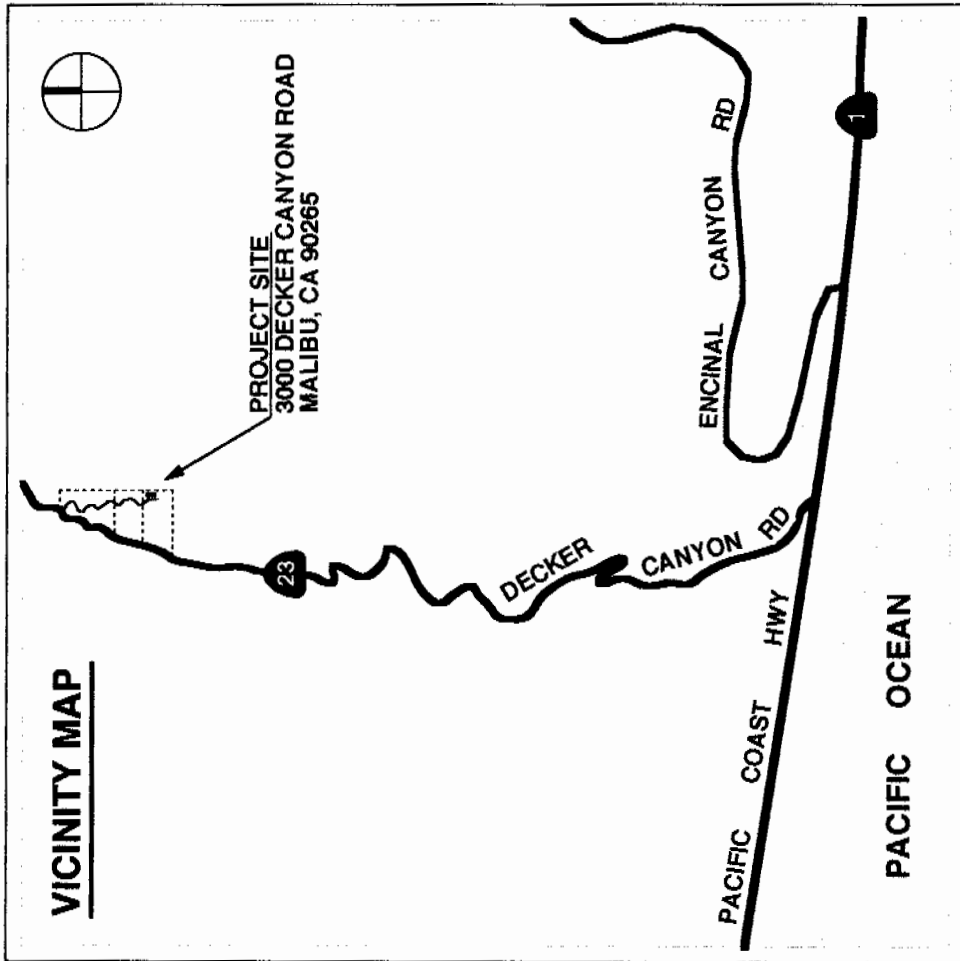 VICINITY MAP
PROJECT SITE
3000 DECKER CANYON ROAD
MALIBU, CA 90265
23
DECKER CANYON RD
ENCINAL CANYON RD
PACIFIC COAST HWY
1
PACIFIC OCEAN